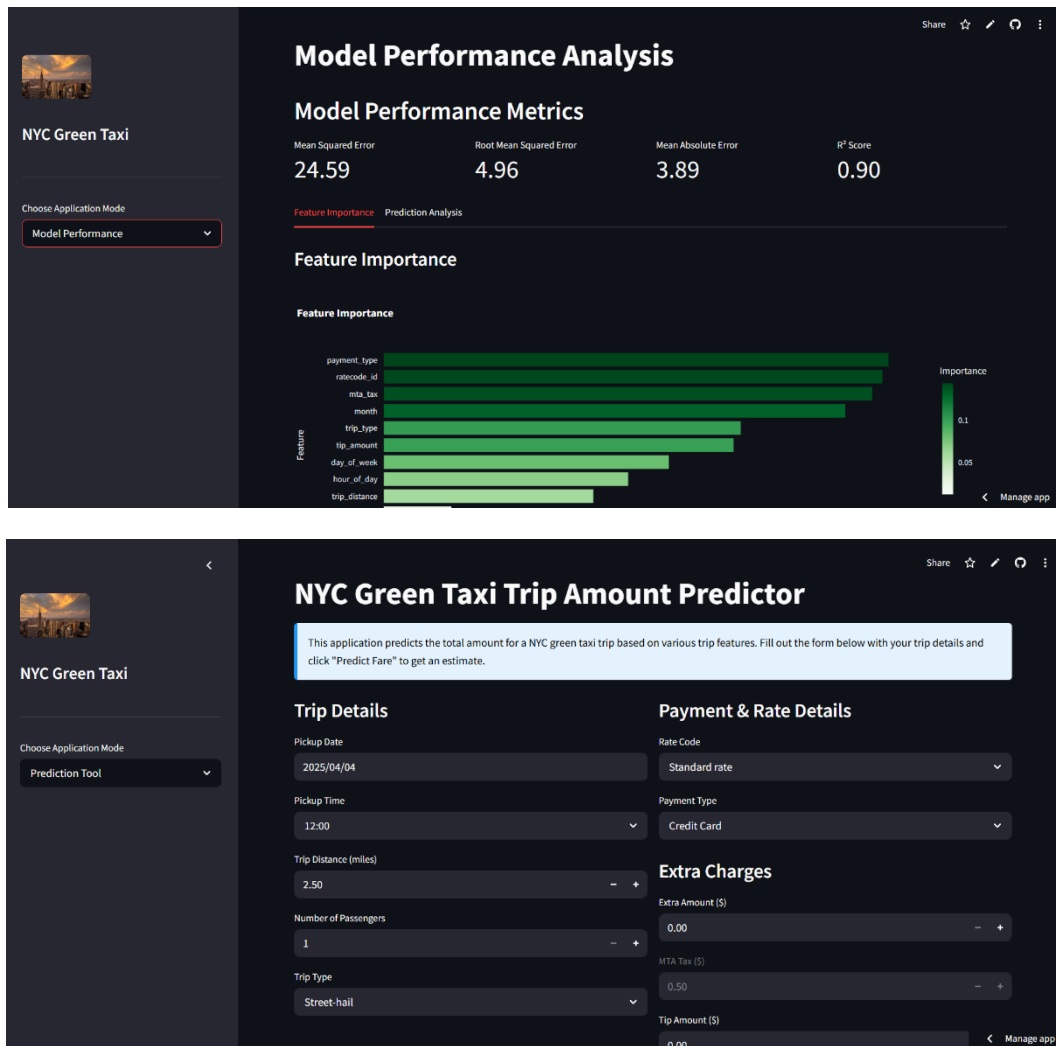 Share
Model Performance Analysis
NYC Green Taxi
Choose Application Mode
Model Performance
Model Performance Metrics
Mean Squared Error
24.59
Root Mean Squared Error
4.96
Mean Absolute Error
3.89
R² Score
0.90
Feature Importance
Prediction Analysis
Feature Importance
Feature Importance
Feature
payment_type
ratecode_id
mta_tax
month
trip_type
tip_amount
day_of_week
hour_of_day
trip_distance
Importance
0.1
0.05
Manage app
Share
NYC Green Taxi
Choose Application Mode
Prediction Tool
NYC Green Taxi Trip Amount Predictor
This application predicts the total amount for a NYC green taxi trip based on various trip features. Fill out the form below with your trip details and
click "Predict Fare" to get an estimate.
Trip Details
Pickup Date
2025/04/04
Pickup Time
12:00
Trip Distance (miles)
2.50
Number of Passengers
1
Trip Type
Street-hail
Payment & Rate Details
Rate Code
Standard rate
Payment Type
Credit Card
Extra Charges
Extra Amount ($)
0.00
MTA Tax ($)
0.50
Tip Amount ($)
0.00
Manage app